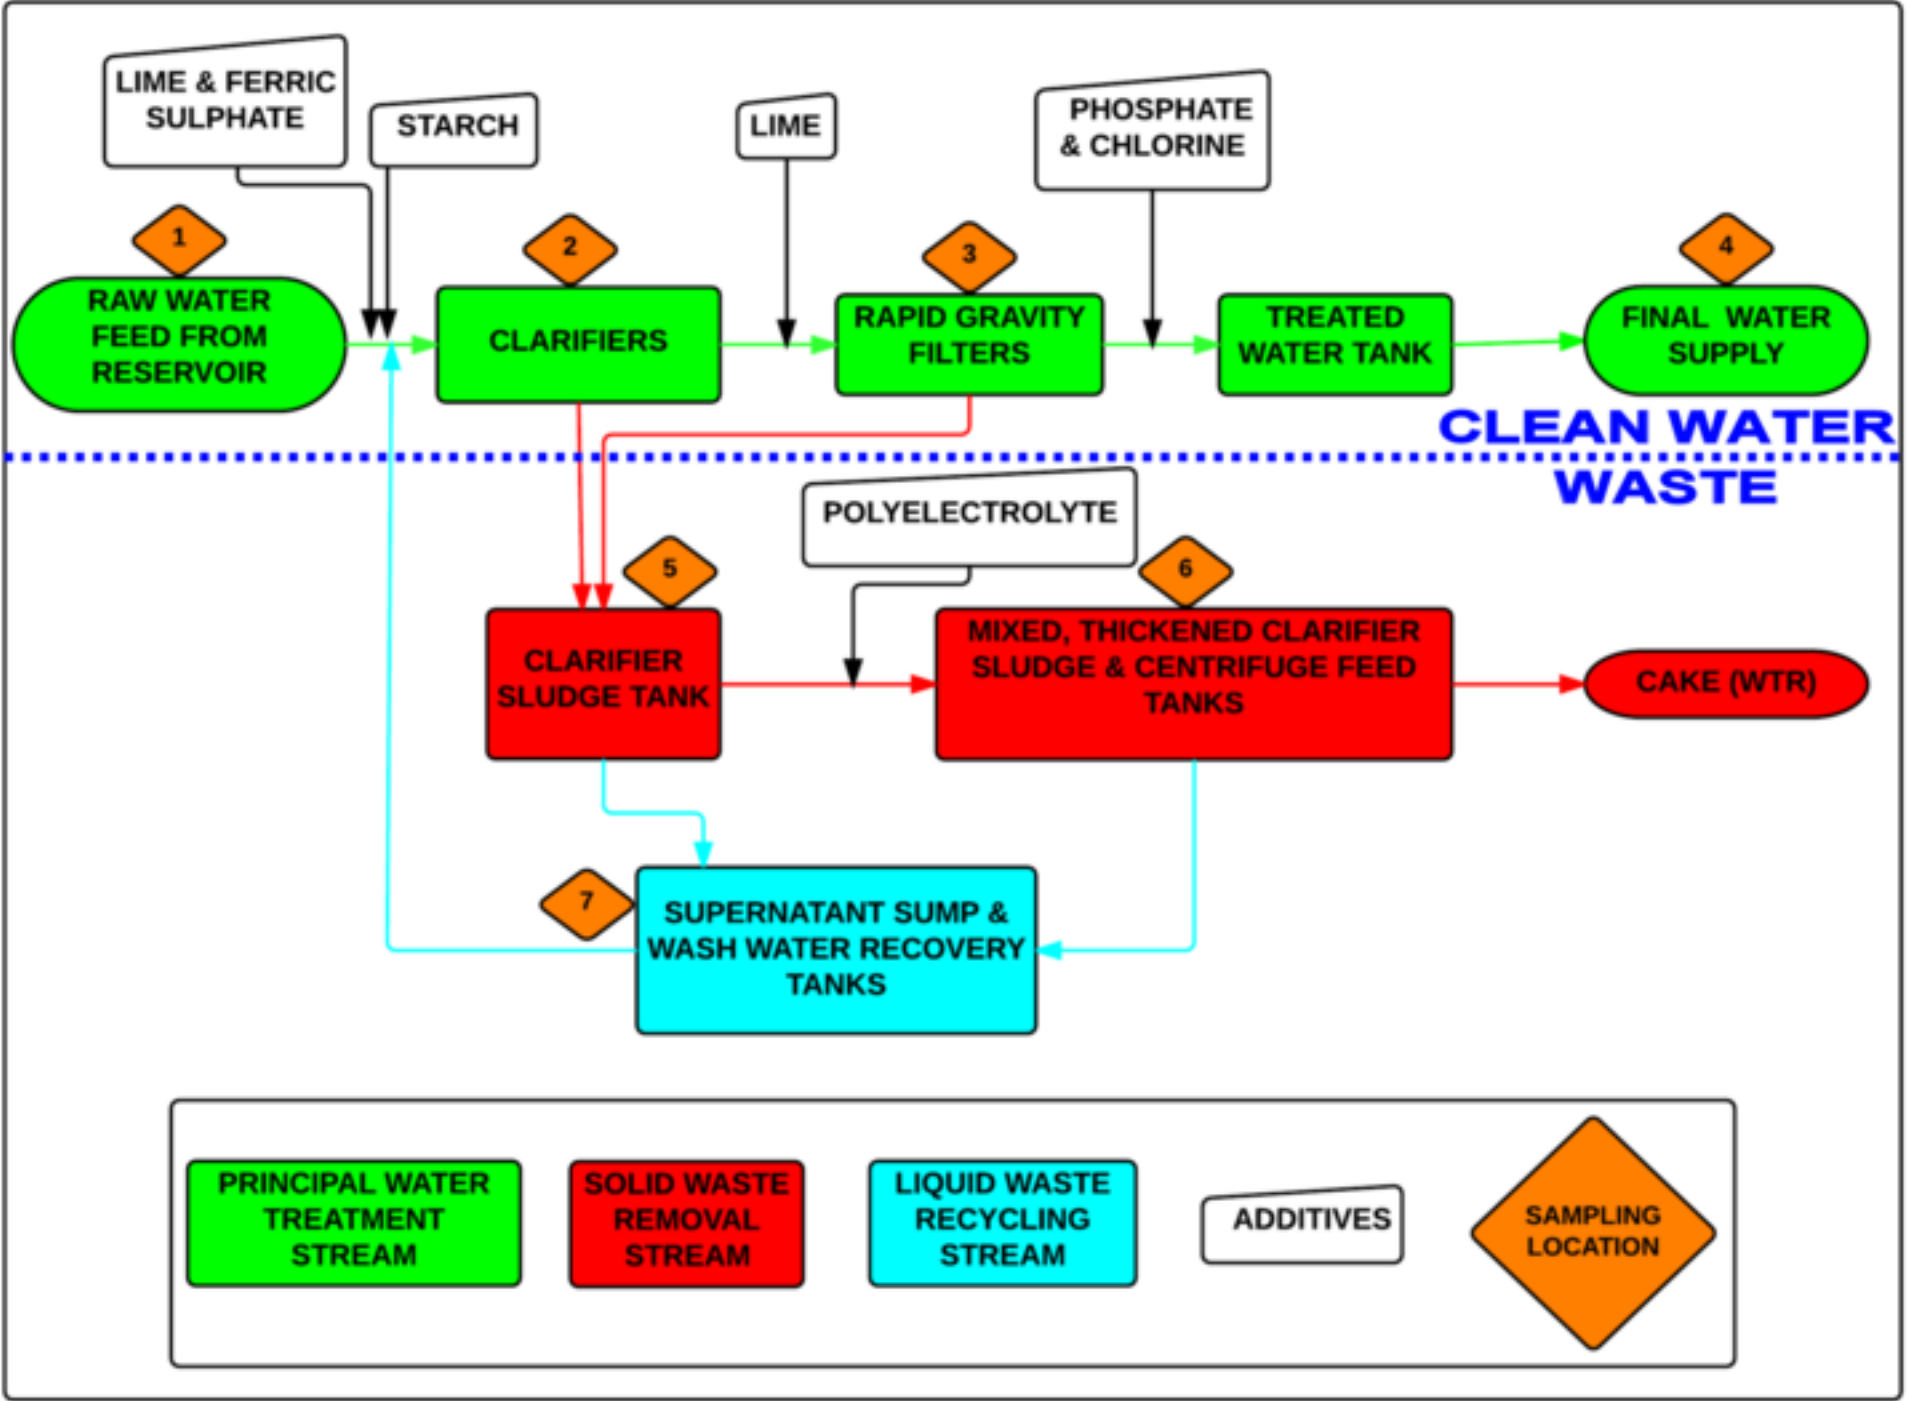 LIME & FERRIC
SULPHATE
STARCH
LIME
PHOSPHATE
& CHLORINE
1
2
3
4
RAW WATER
FEED FROM
RESERVOIR
CLARIFIERS
RAPID GRAVITY
FILTERS
TREATED
WATER TANK
FINAL WATER
SUPPLY
CLEAN WATER
WASTE
POLYELECTROLYTE
5
6
CLARIFIER
SLUDGE TANK
MIXED, THICKENED CLARIFIER
SLUDGE & CENTRIFUGE FEED
TANKS
CAKE (WTR)
7
SUPERNATANT SUMP &
WASH WATER RECOVERY
TANKS
PRINCIPAL WATER
TREATMENT
STREAM
SOLID WASTE
REMOVAL
STREAM
LIQUID WASTE
RECYCLING
STREAM
ADDITIVES
SAMPLING
LOCATION